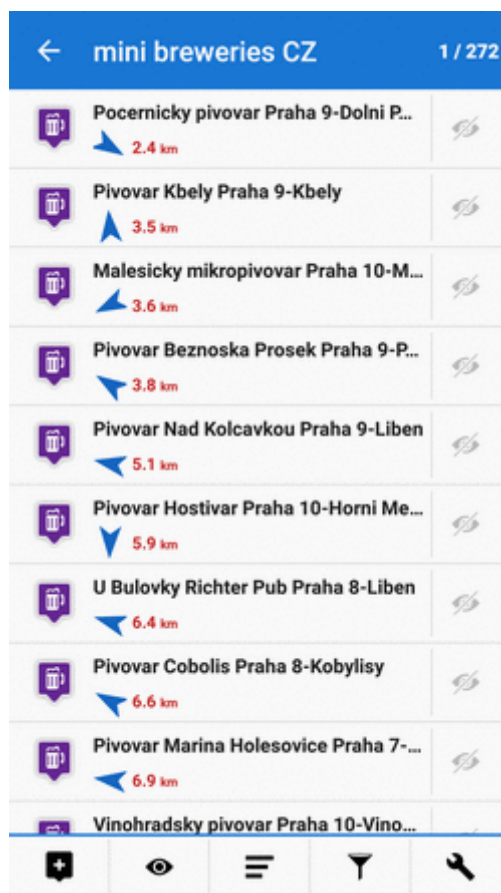 mini breweries CZ
1 / 272
Pocernicky pivovar Praha 9-Dolni P...
2.4 km
Pivovar Kbely Praha 9-Kbely
3.5 km
Malesicky mikropivovar Praha 10-M...
3.6 km
Pivovar Beznoska Prosek Praha 9-P...
3.8 km
Pivovar Nad Kolcavkou Praha 9-Liben
5.1 km
Pivovar Hostivar Praha 10-Horni Me...
5.9 km
U Bulovky Richter Pub Praha 8-Liben
6.4 km
Pivovar Cobolis Praha 8-Kobylisy
6.6 km
Pivovar Marina Holesovice Praha 7-...
6.9 km
Vinohradsky pivovar Praha 10-Vino...